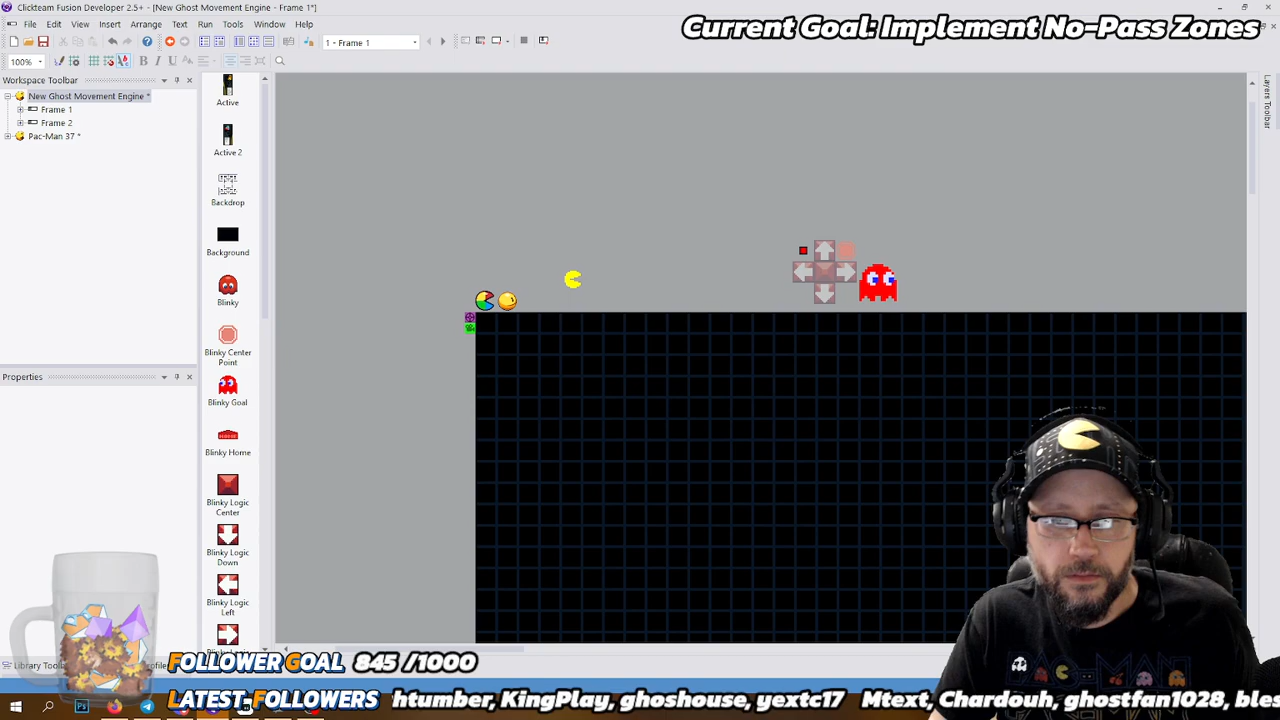 Clickteam Fusion Developer 2.5+ - [New Ghost Movement Engine - Frame 1*]
Current Goal: Implement No-Pass Zones
File Edit View Insert Arrange Text Run Tools Window Help
1 - Frame 1
100%
Workspace Toolbar
New Ghost Movement Engine *
Frame 1
Frame 2
Pac-Man 37 *
Properties
Active
Active 2
Backdrop
Background
Blinky
Blinky Center
Point
Blinky Goal
Blinky Home
Blinky Logic
Center
Blinky Logic
Down
Blinky Logic
Left
Layers Toolbar
Library Toolb
Follower Goal 845 /1000
Latest Followers htumber, KingPlay, ghoshouse, yextc17 Mtext, Chardouh, ghostfan1028, bles